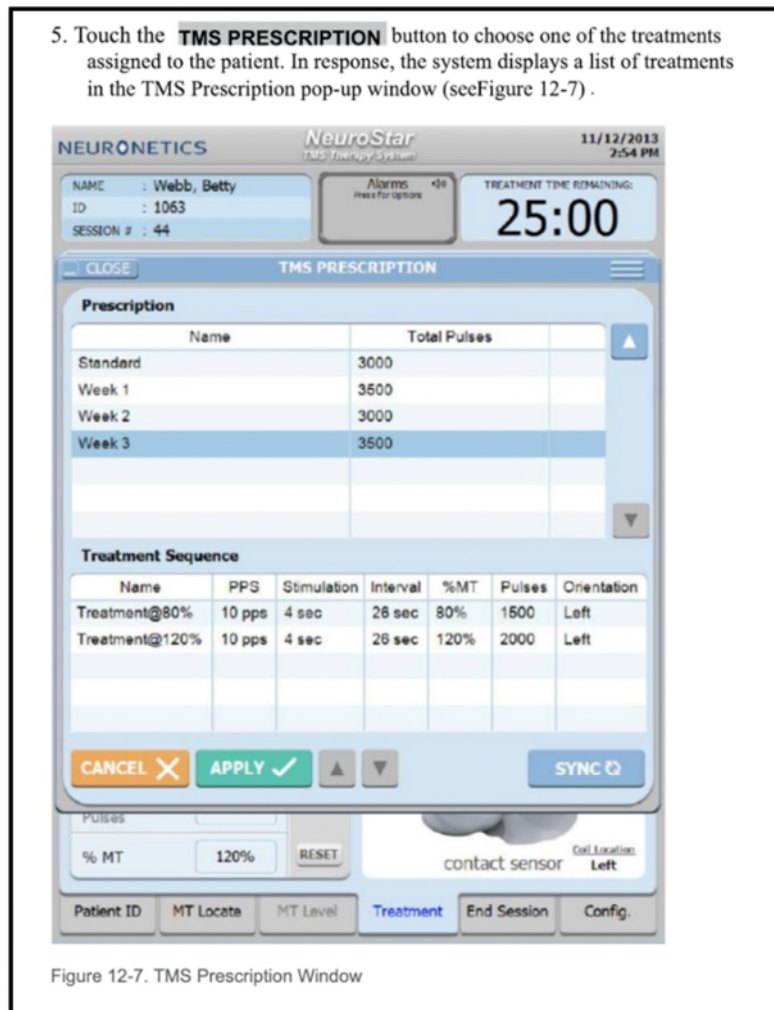 5. Touch the TMS PRESCRIPTION button to choose one of the treatments
assigned to the patient. In response, the system displays a list of treatments
in the TMS Prescription pop-up window (seeFigure 12-7) .
NEURONETICS
NeuroStar
TMS Therapy System
11/12/2013
2:54 PM
NAME : Webb, Betty
ID : 1063
SESSION # : 44
Alarms
Press for Options
TREATMENT TIME REMAINING:
25:00
CLOSE
TMS PRESCRIPTION
Prescription
Name Total Pulses
Standard 3000
Week 1 3500
Week 2 3000
Week 3 3500
Treatment Sequence
Name PPS Stimulation Interval %MT Pulses Orientation
Treatment@80% 10 pps 4 sec 26 sec 80% 1500 Left
Treatment@120% 10 pps 4 sec 26 sec 120% 2000 Left
CANCEL APPLY SYNC
Pulses
% MT 120% RESET
contact sensor
Coil Location
Left
Patient ID MT Locate MT Level Treatment End Session Config.
Figure 12-7. TMS Prescription Window